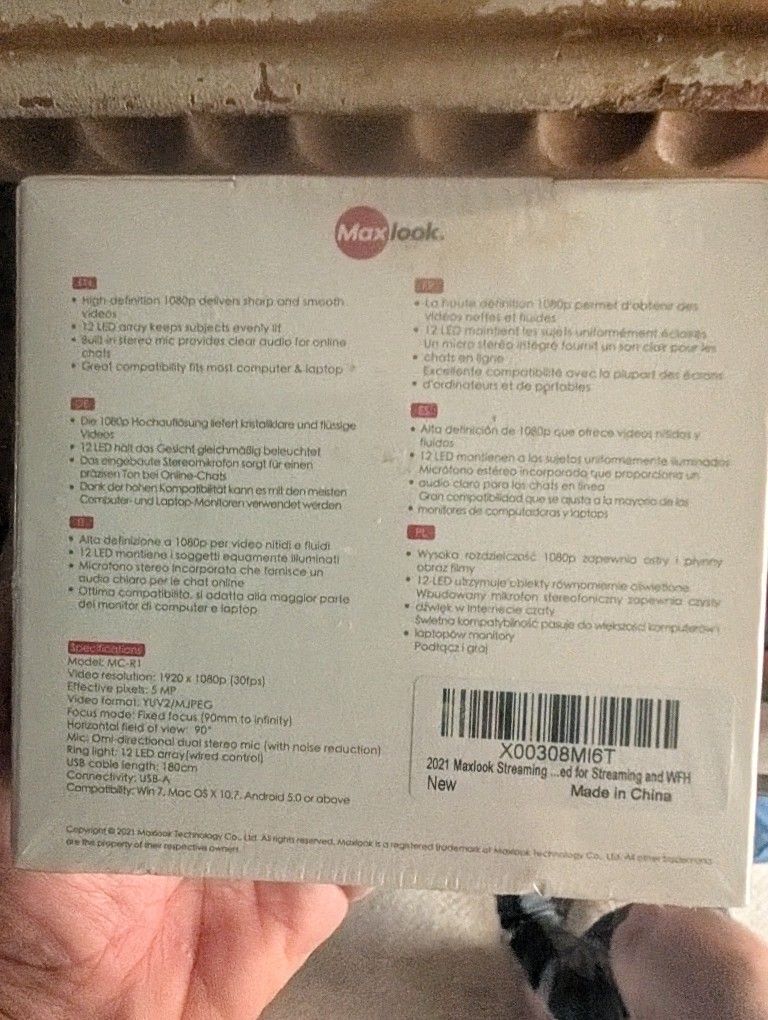 Maxlook.
EN
• High-definition 1080p delivers sharp and smooth
videos
• 12 LED array keeps subjects evenly lit
• Built in stereo mic provides clear audio for online
chats
• Great compatibility fits most computer & laptop
DE
• Die 1080p Hochauflösung liefert kristallklare und flüssige
Videos
• 12 LED hält das Gesicht gleichmäßig beleuchtet
• Das eingebaute Stereomikrofon sorgt für einen
präzisen Ton bei Online-Chats
• Dank der hohen Kompatibilität kann es mit den meisten
Computer- und Laptop-Monitoren verwendet werden
IT
• Alta definizione a 1080p per video nitidi e fluidi
• 12 LED mantiene i soggetti equamente illuminati
• Microfono stereo incorporato che fornisce un
audio chiaro per le chat online
• Ottima compatibilità, si adatta alla maggior parte
dei monitor di computer e laptop
Specifications
Model: MC-R1
Video resolution: 1920 x 1080p (30fps)
Effective pixels: 5 MP
Video format: YUV2/MJPEG
Focus mode: Fixed focus (90mm to infinity)
Horizontal field of view: 90°
Mic: Omi-directional dual stereo mic (with noise reduction)
Ring light: 12 LED array(wired control)
USB cable length: 180cm
Connectivity: USB-A
Compatibility: Win 7, Mac OS X 10.7, Android 5.0 or above
FR
• La haute définition 1080p permet d'obtenir des
vidéos nettes et fluides
• 12 LED maintient les sujets uniformément éclairés
Un micro stéréo intégré fournit un son clair pour les
• chats en ligne
Excellente compatibilité avec la plupart des écrans
• d'ordinateurs et de portables
ES
• Alta definición de 1080p que ofrece videos nítidos y
fluidos
• 12 LED mantienen a los sujetos uniformemente iluminados
Micrófono estéreo incorporado que proporciona un
• audio claro para los chats en línea
Gran compatibilidad que se ajusta a la mayoría de los
• monitores de computadoras y laptops
PL
• Wysoka rozdzielczość 1080p zapewnia ostry i płynny
obraz filmy
• 12-LED utrzymuje obiekty równomiernie oświetlone
Wbudowany mikrofon stereofoniczny zapewnia czysty
• dźwięk w Internecie czaty
Świetna kompatybilność pasuje do większości komputerów i
• laptopów monitory
Podłącz i graj
X00308MI6T
2021 Maxlook Streaming ...ed for Streaming and WFH
New
Made in China
Copyright © 2021 Maxlook Technology Co., Ltd. All rights reserved. Maxlook is a registered trademark of Maxlook Technology Co., Ltd. All other trademarks
are the property of their respective owners.